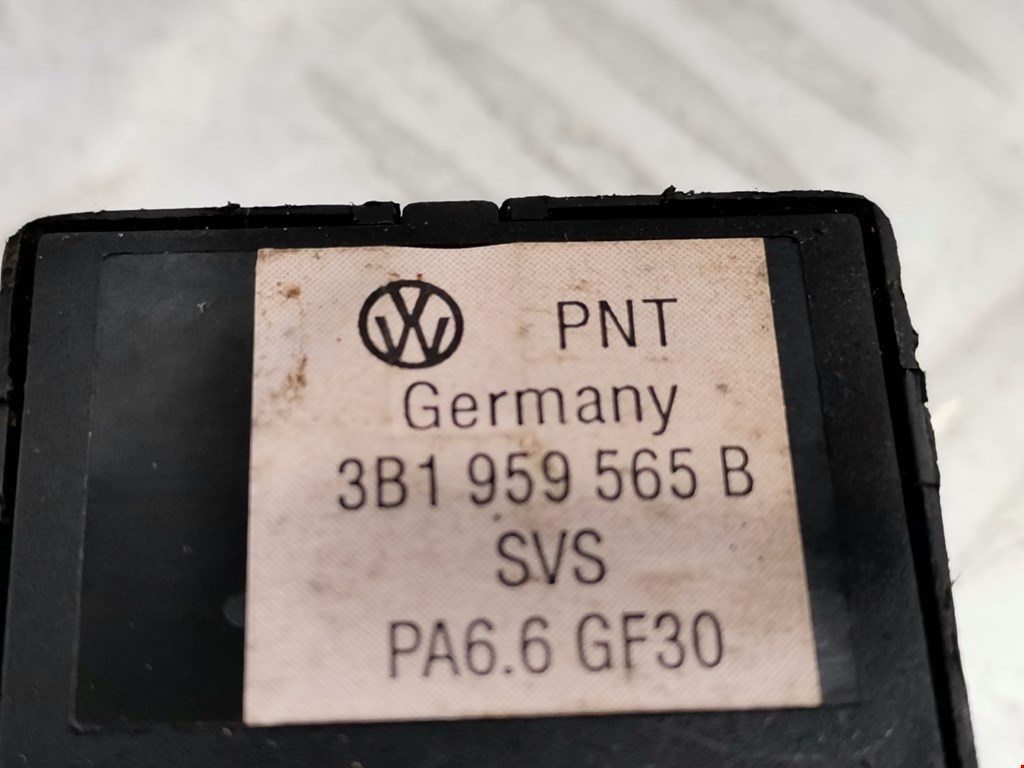 PNT
Germany
3B1 959 565 B
SVS
PA6.6 GF30